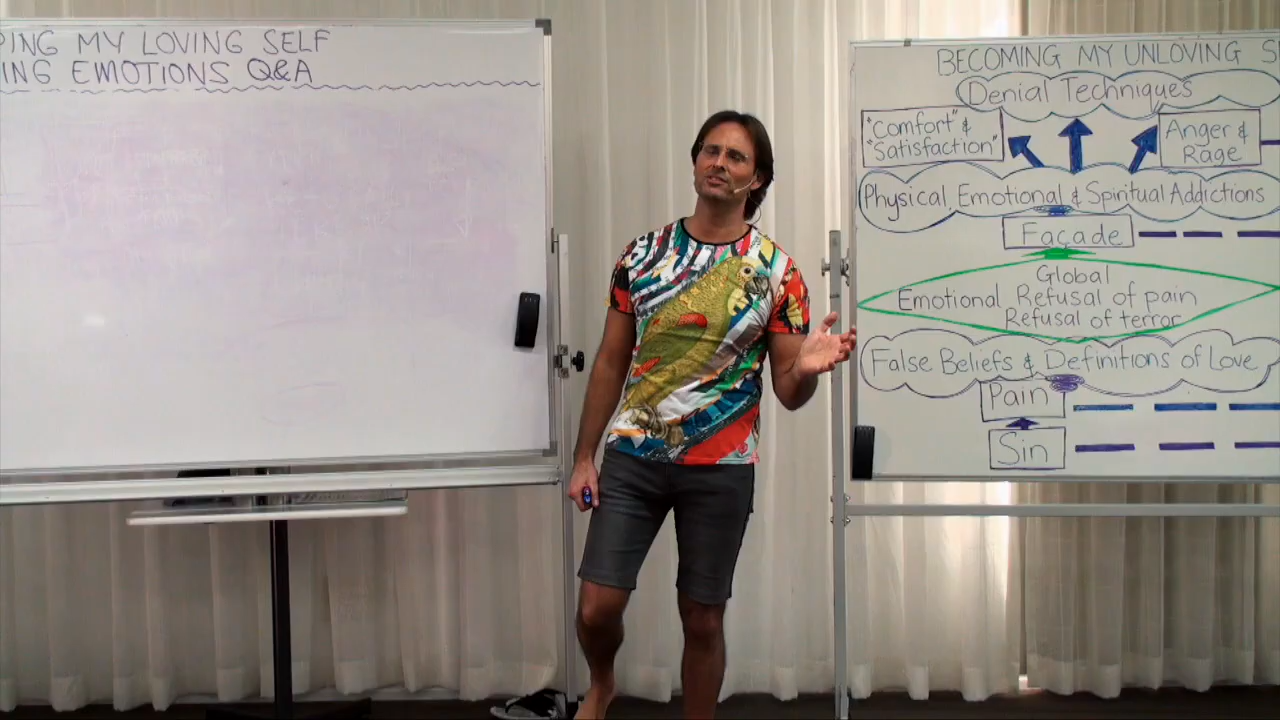 PING MY LOVING SELF
ING EMOTIONS Q&A
BECOMING MY UNLOVING S
Denial Techniques
"Comfort" &
"Satisfaction"
Anger &
Rage
Physical, Emotional & Spiritual Addictions
Façade
Global
Emotional Refusal of pain
Refusal of terror
False Beliefs & Definitions of Love
Pain
Sin